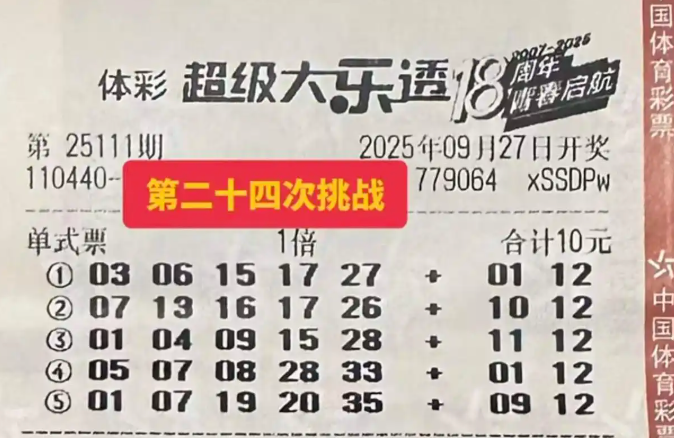 体彩 超级大乐透 18周年 2007-2025
青春启航
第 25111期 2025年09月27日开奖
110440- 第二十四次挑战 779064 xSSDPw
单式票 1倍 合计10元
① 03 06 15 17 27 + 01 12
② 07 13 16 17 26 + 10 12
③ 01 04 09 15 28 + 11 12
④ 05 07 08 28 33 + 01 12
⑤ 01 07 19 20 35 + 09 12
国体育彩票
中国体育彩